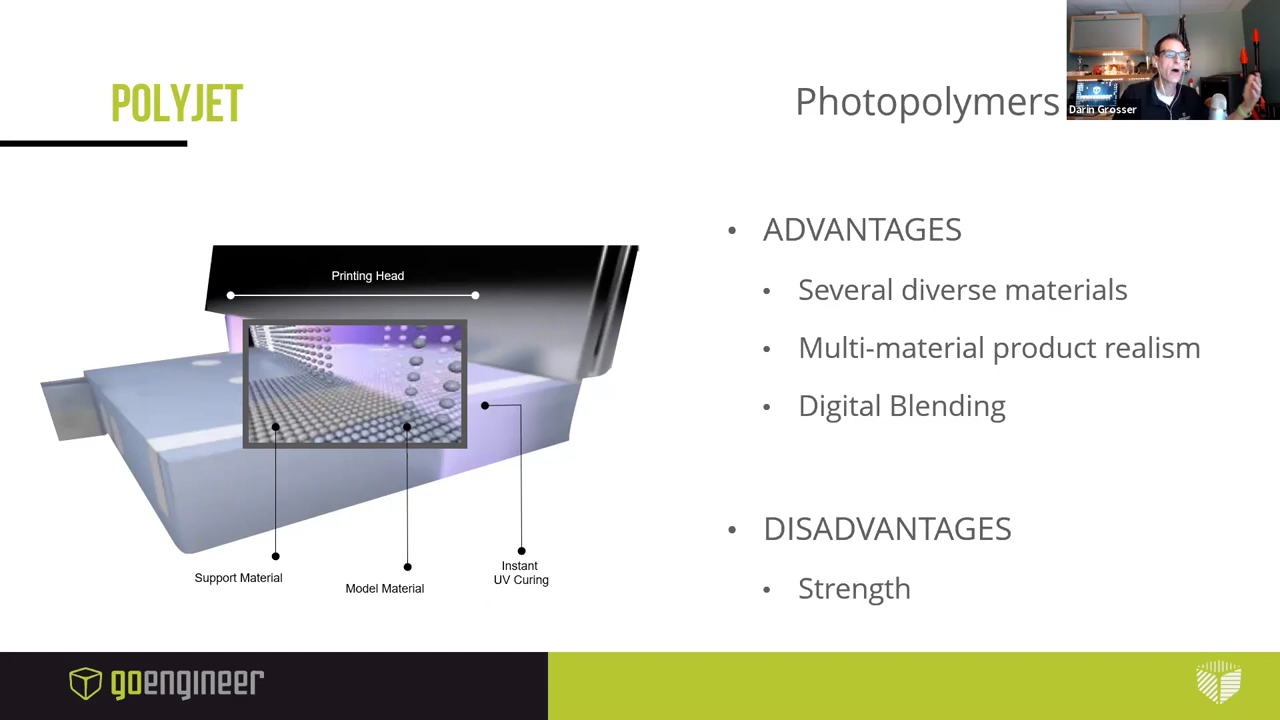 POLYJET
Photopolymers
Darin Grosser
Printing Head
Support Material
Model Material
Instant
UV Curing
• ADVANTAGES
• Several diverse materials
• Multi-material product realism
• Digital Blending
• DISADVANTAGES
• Strength
goengineer